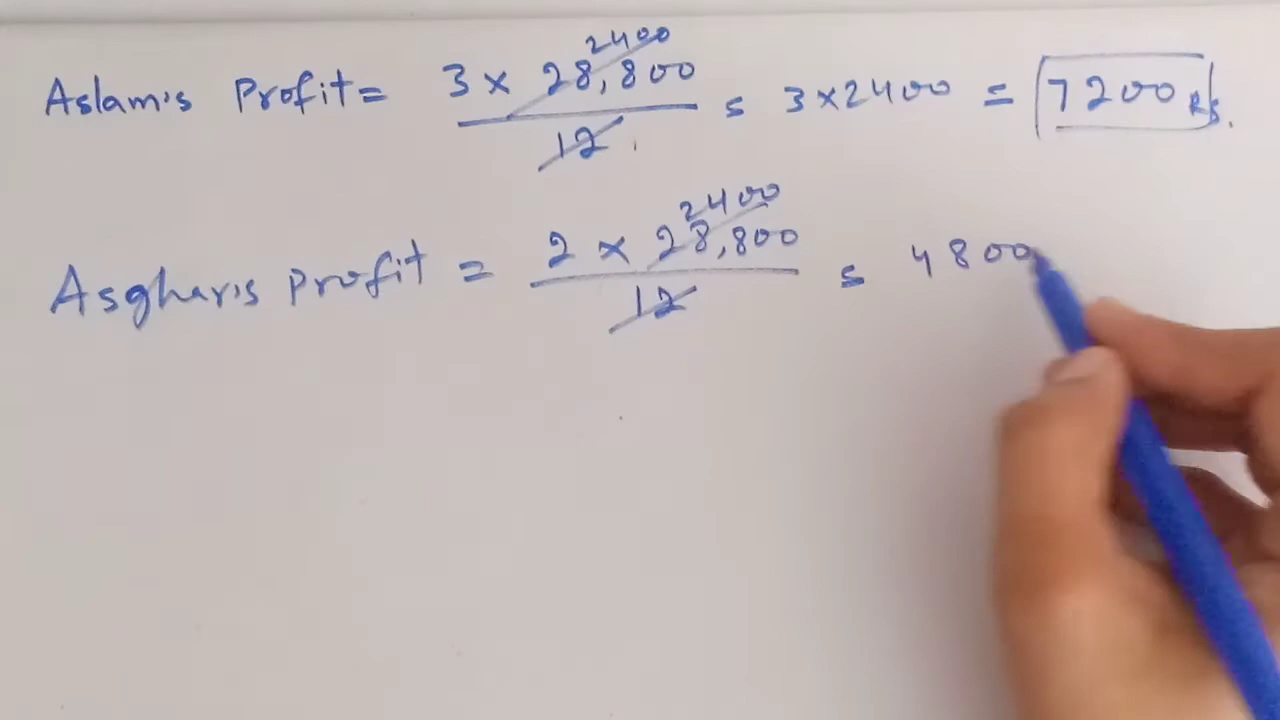 2400
Aslam's Profit = 3 × 28,800 = 3×2400 = 7200 Rs.
12
2400
Asghar's Profit = 2 × 28,800 = 4800
12